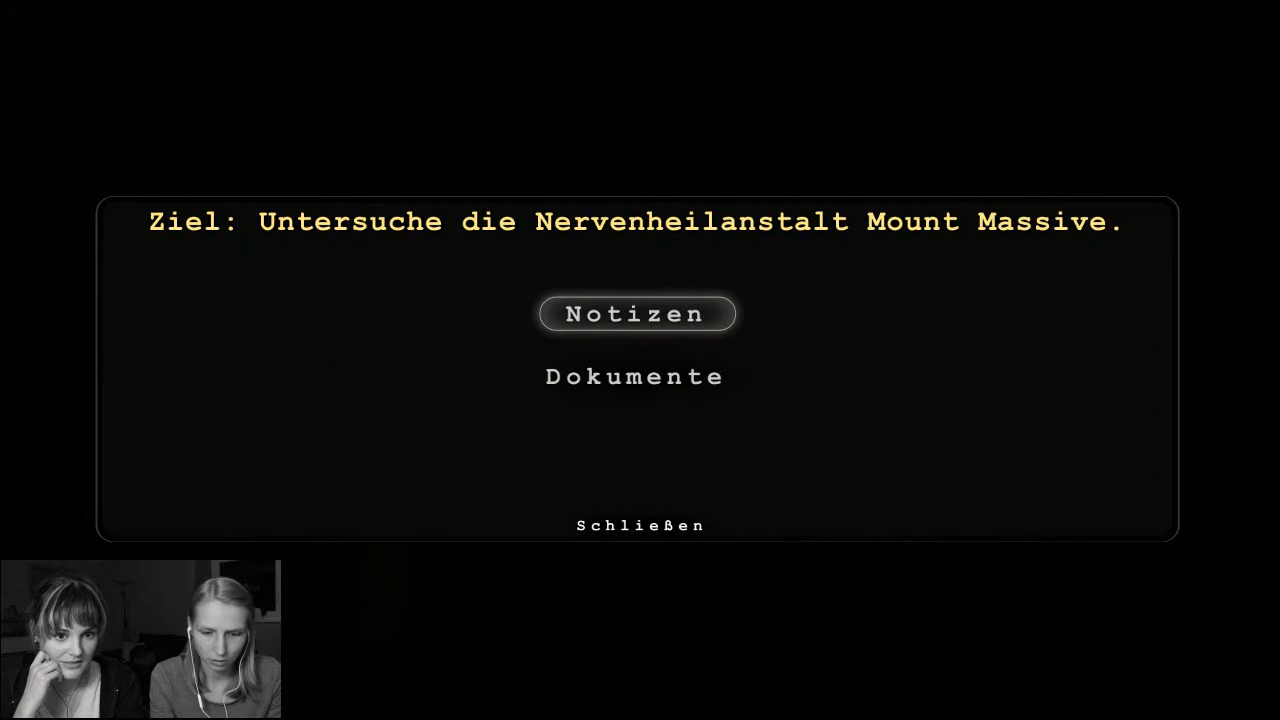 Ziel: Untersuche die Nervenheilanstalt Mount Massive.
Notizen
Dokumente
Schließen